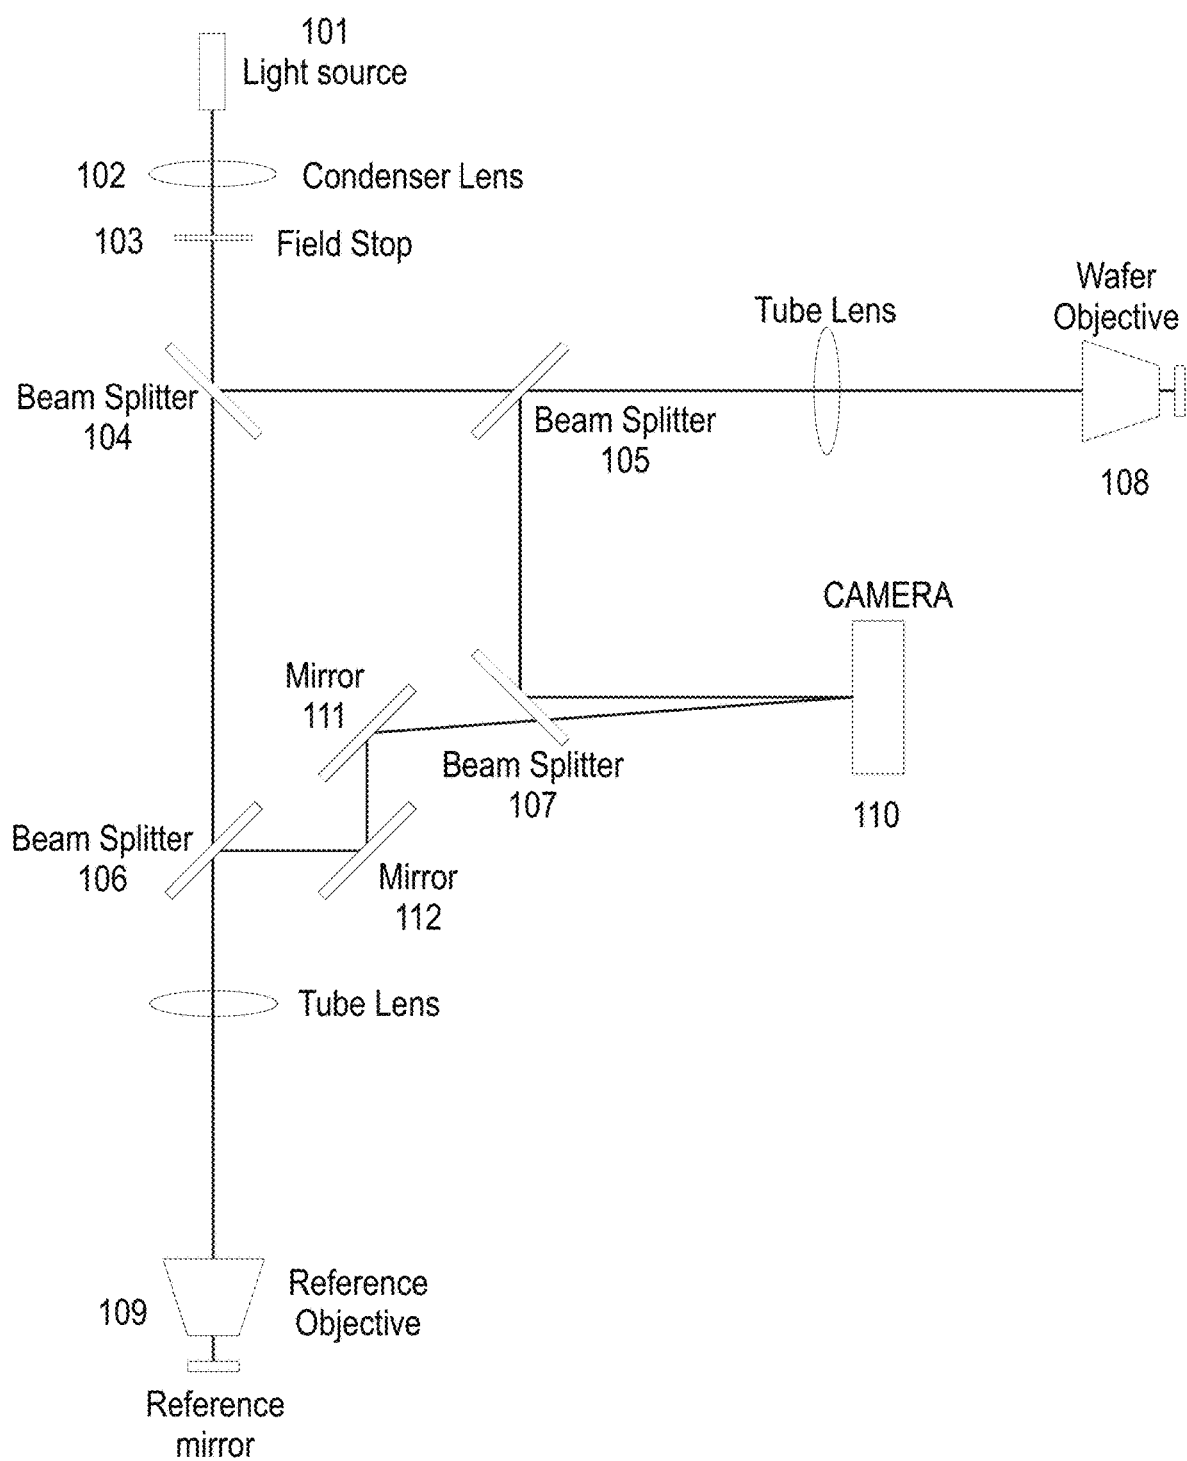 101
Light source
102
Condenser Lens
103
Field Stop
Wafer
Objective
Tube Lens
Beam Splitter
104
Beam Splitter
105
108
CAMERA
Mirror
111
Beam Splitter
107
110
Beam Splitter
106
Mirror
112
Tube Lens
109
Reference
Objective
Reference
mirror